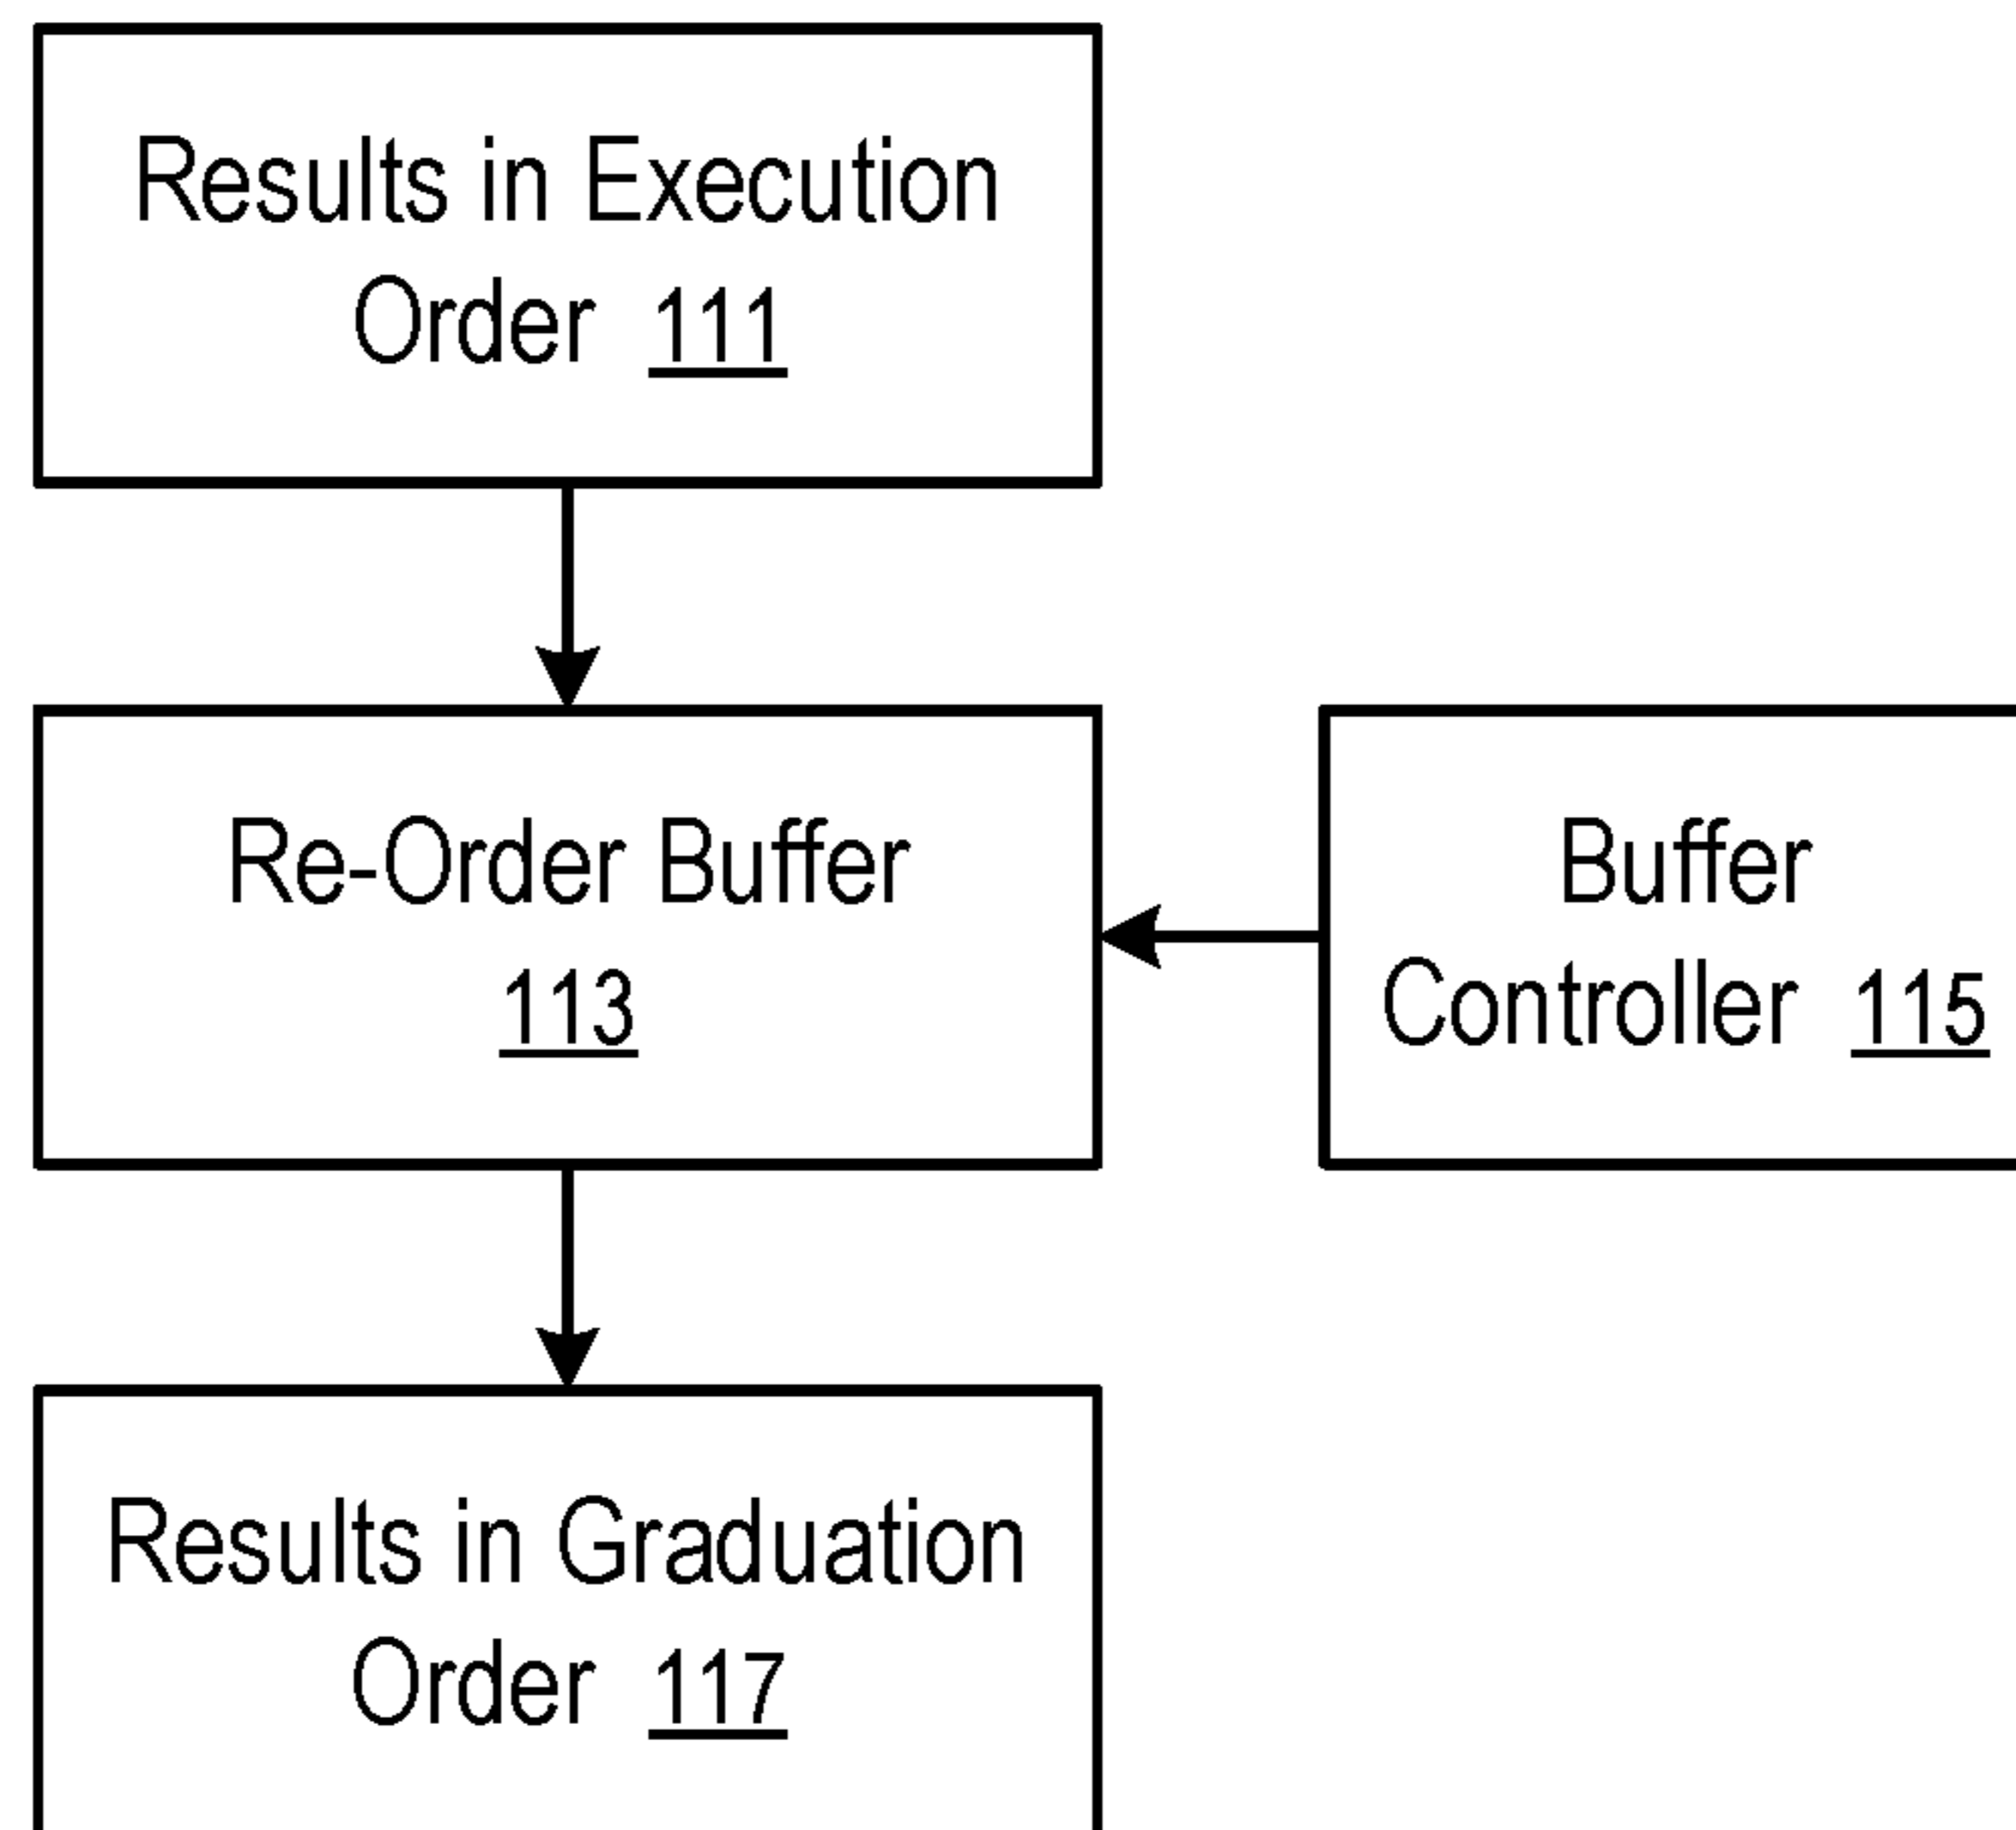 Results in Execution
Order 111
Re-Order Buffer
113
Buffer
Controller 115
Results in Graduation
Order 117